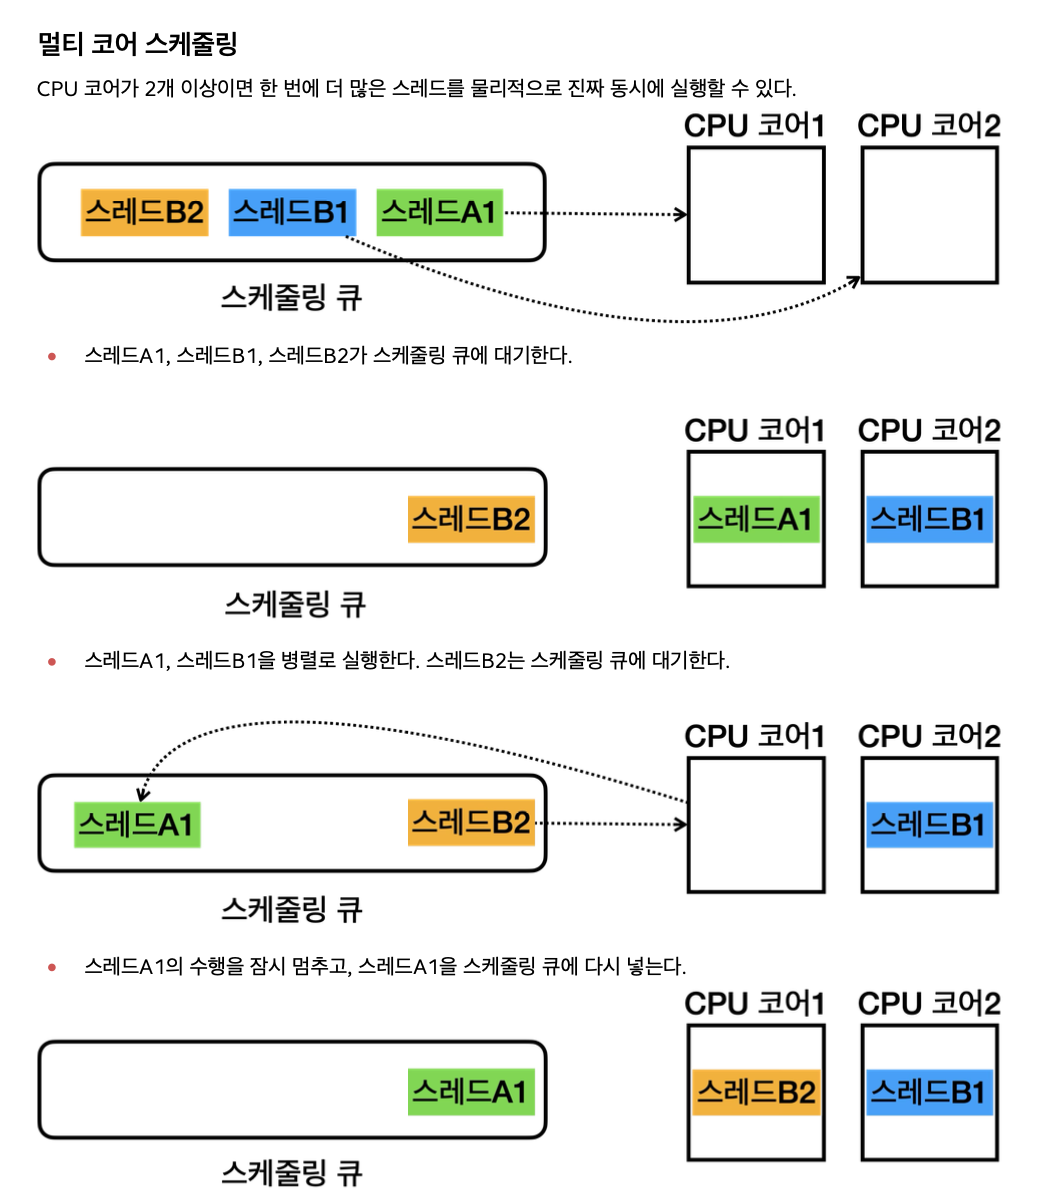 멀티 코어 스케줄링
CPU 코어가 2개 이상이면 한 번에 더 많은 스레드를 물리적으로 진짜 동시에 실행할 수 있다.
CPU 코어1 CPU 코어2
스레드B2 스레드B1 스레드A1
스케줄링 큐
• 스레드A1, 스레드B1, 스레드B2가 스케줄링 큐에 대기한다.
CPU 코어1 CPU 코어2
스레드B2 스레드A1 스레드B1
스케줄링 큐
• 스레드A1, 스레드B1을 병렬로 실행한다. 스레드B2는 스케줄링 큐에 대기한다.
CPU 코어1 CPU 코어2
스레드A1 스레드B2 스레드B1
스케줄링 큐
• 스레드A1의 수행을 잠시 멈추고, 스레드A1을 스케줄링 큐에 다시 넣는다.
CPU 코어1 CPU 코어2
스레드A1 스레드B2 스레드B1
스케줄링 큐